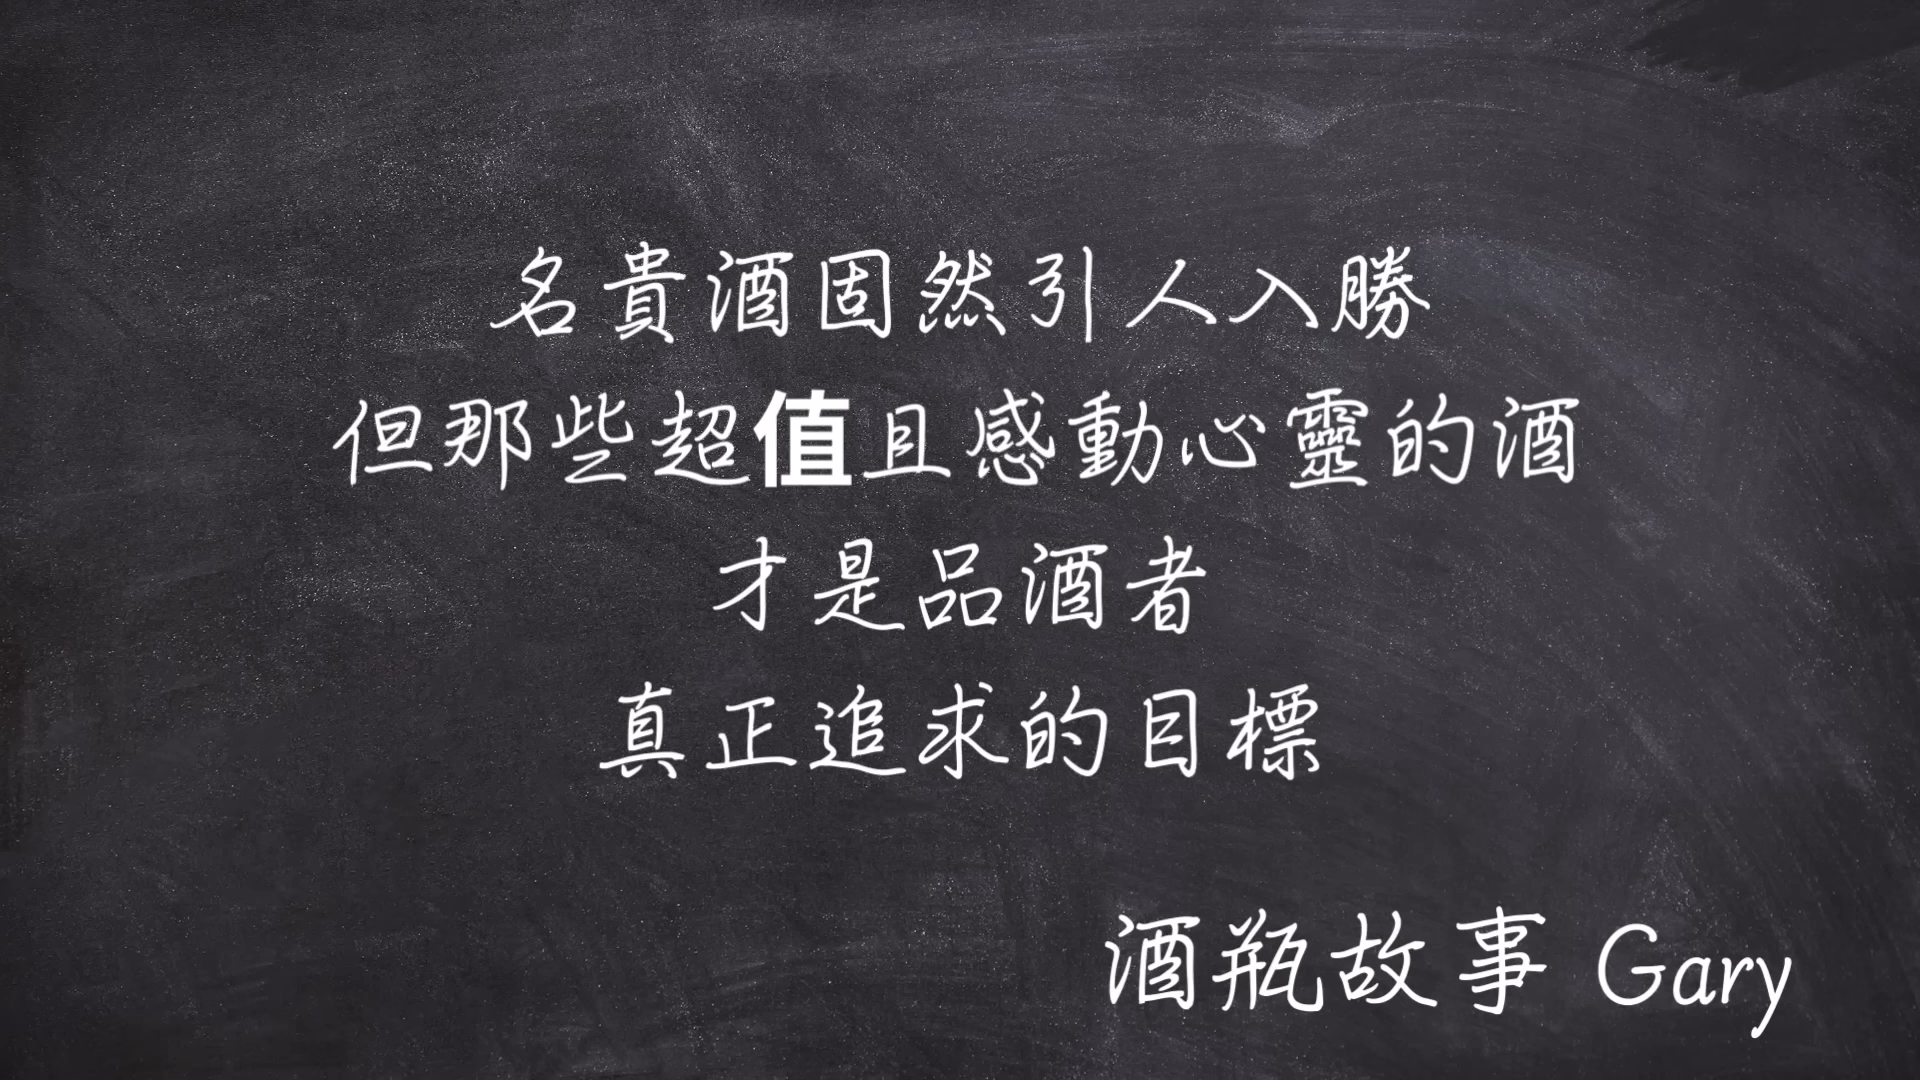 名貴酒固然引人入勝
但那些超值且感動心靈的酒
才是品酒者
真正追求的目標
酒瓶故事 Gary